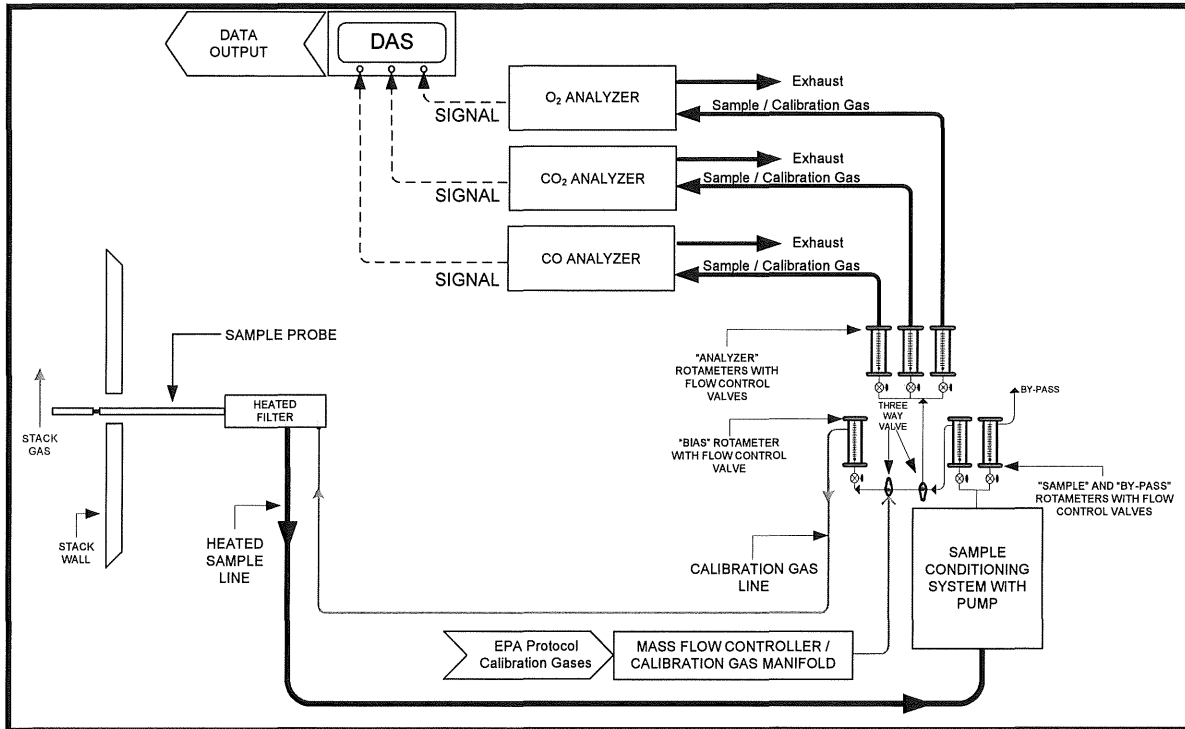 DATA
OUTPUT
DAS
O₂ ANALYZER
Exhaust
Sample / Calibration Gas
SIGNAL
CO₂ ANALYZER
Exhaust
Sample / Calibration Gas
SIGNAL
CO ANALYZER
Exhaust
Sample / Calibration Gas
SIGNAL
SAMPLE PROBE
"ANALYZER"
ROTAMETERS WITH
FLOW CONTROL
VALVES
HEATED
FILTER
STACK
GAS
THREE
WAY
VALVE
BY-PASS
"BIAS" ROTAMETER
WITH FLOW CONTROL
VALVE
"SAMPLE" AND "BY-PASS"
ROTAMETERS WITH FLOW
CONTROL VALVES
STACK
WALL
HEATED
SAMPLE
LINE
CALIBRATION GAS
LINE
SAMPLE
CONDITIONING
SYSTEM WITH
PUMP
EPA Protocol
Calibration Gases
MASS FLOW CONTROLLER /
CALIBRATION GAS MANIFOLD